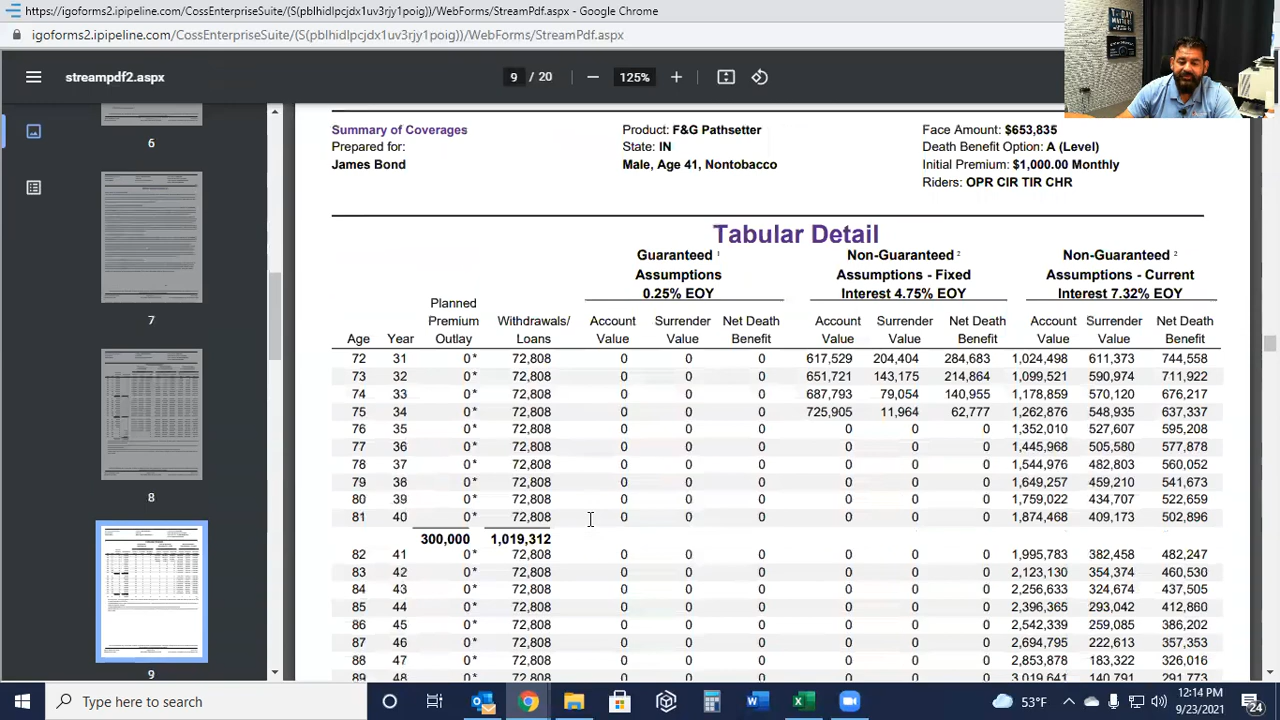 https://igoforms2.ipipeline.com/CossEnterpriseSuite/(S(pblhidlpcjdx1uv3rjy1poig))/WebForms/StreamPdf.aspx - Google Chrome
igoforms2.ipipeline.com/CossEnterpriseSuite/(S(pblhidlpcjdx1uv3rjy1poig))/WebForms/StreamPdf.aspx
streampdf2.aspx 9 / 20 125%
6
7
8
9
Summary of Coverages Product: F&G Pathsetter Face Amount: $653,835
Prepared for: State: IN Death Benefit Option: A (Level)
James Bond Male, Age 41, Nontobacco Initial Premium: $1,000.00 Monthly
Riders: OPR CIR TIR CHR
Tabular Detail
Guaranteed 1 Non-Guaranteed 2 Non-Guaranteed 2
Assumptions Assumptions - Fixed Assumptions - Current
0.25% EOY Interest 4.75% EOY Interest 7.32% EOY
Planned
Premium Withdrawals/ Account Surrender Net Death Account Surrender Net Death Account Surrender Net Death
Age Year Outlay Loans Value Value Benefit Value Value Benefit Value Value Benefit
72 31 0* 72,808 0 0 0 617,529 204,404 284,683 1,024,498 611,373 744,558
73 32 0* 72,808 0 0 0 651,721 143,175 214,864 1,099,521 590,974 711,922
74 33 0* 72,808 0 0 0 687,793 79,054 140,955 1,178,859 570,120 676,217
75 34 0* 72,808 0 0 0 725,905 11,964 62,777 1,262,876 548,935 637,337
76 35 0* 72,808 0 0 0 0 0 0 1,352,010 527,607 595,208
77 36 0* 72,808 0 0 0 0 0 0 1,445,968 505,580 577,878
78 37 0* 72,808 0 0 0 0 0 0 1,544,976 482,803 560,052
79 38 0* 72,808 0 0 0 0 0 0 1,649,257 459,210 541,673
80 39 0* 72,808 0 0 0 0 0 0 1,759,022 434,707 522,659
81 40 0* 72,808 0 0 0 0 0 0 1,874,468 409,173 502,896
300,000 1,019,312
82 41 0* 72,808 0 0 0 0 0 0 1,995,783 382,458 482,247
83 42 0* 72,808 0 0 0 0 0 0 2,123,130 354,374 460,530
84 43 0* 72,808 0 0 0 0 0 0 2,256,633 324,674 437,505
85 44 0* 72,808 0 0 0 0 0 0 2,396,365 293,042 412,860
86 45 0* 72,808 0 0 0 0 0 0 2,542,339 259,085 386,202
87 46 0* 72,808 0 0 0 0 0 0 2,694,795 222,613 357,353
88 47 0* 72,808 0 0 0 0 0 0 2,853,878 183,322 326,016
89 48 0* 72,808 0 0 0 0 0 0 3,019,641 140,791 291,773
Type here to search
53°F
12:14 PM
9/23/2021
24